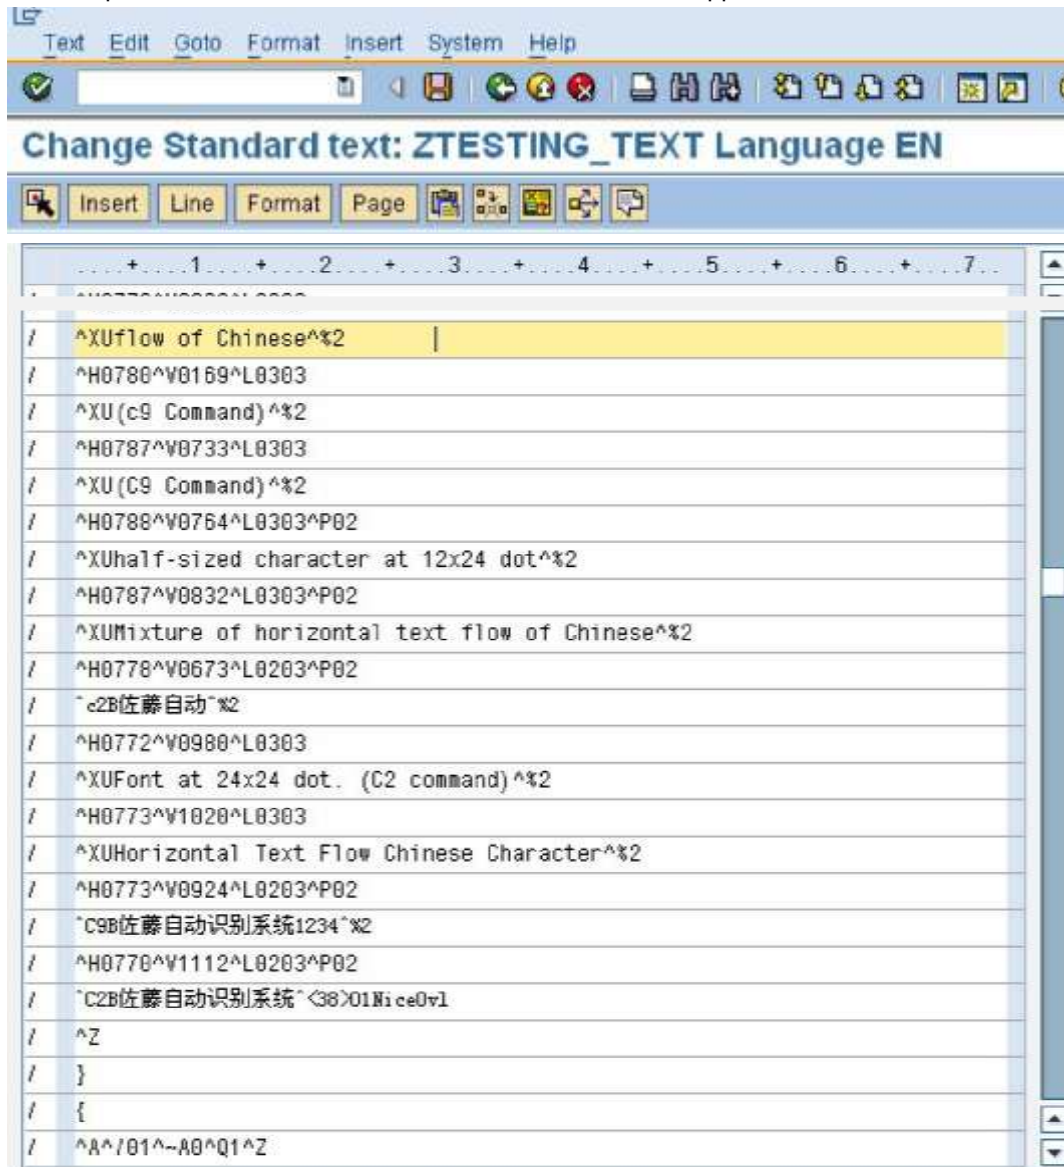 Text Edit Goto Format Insert System Help
Change Standard text: ZTESTING_TEXT Language EN
Insert Line Format Page
....+....1....+....2....+....3....+....4....+....5....+....6....+....7..
/ ^XUflow of Chinese^%2
/ ^H0780^V0169^L0303
/ ^XU(c9 Command)^%2
/ ^H0787^V0733^L0303
/ ^XU(C9 Command)^%2
/ ^H0788^V0764^L0303^P02
/ ^XUhalf-sized character at 12x24 dot^%2
/ ^H0787^V0832^L0303^P02
/ ^XUMixture of horizontal text flow of Chinese^%2
/ ^H0778^V0673^L0203^P02
/ ^c2B佐藤自动^%2
/ ^H0772^V0980^L0303
/ ^XUFont at 24x24 dot. (C2 command)^%2
/ ^H0773^V1020^L0303
/ ^XUHorizontal Text Flow Chinese Character^%2
/ ^H0773^V0924^L0203^P02
/ ^C9B佐藤自动识别系统1234^%2
/ ^H0770^V1112^L0203^P02
/ ^C2B佐藤自动识别系统^<38>01NiceOvl
/ ^Z
/ }
/ {
/ ^A^/01^~A0^Q1^Z